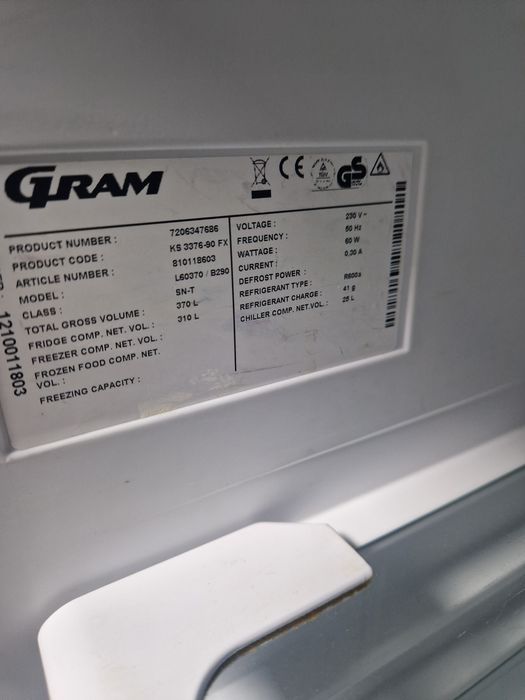 GRAM
CE
GS
PRODUCT NUMBER : 7206347686
PRODUCT CODE : KS 3376-90 FX
ARTICLE NUMBER : 810118603
MODEL : L60370 / B290
CLASS : SN-T
TOTAL GROSS VOLUME : 370 L
FRIDGE COMP. NET. VOL. : 310 L
FREEZER COMP. NET. VOL. :
FROZEN FOOD COMP. NET.
VOL. :
FREEZING CAPACITY :
VOLTAGE : 230 V~
FREQUENCY : 50 Hz
WATTAGE : 60 W
CURRENT : 0,30 A
DEFROST POWER :
REFRIGERANT TYPE : R600a
REFRIGERANT CHARGE : 41 g
CHILLER COMP. NET.VOL. : 25 L
1210011803